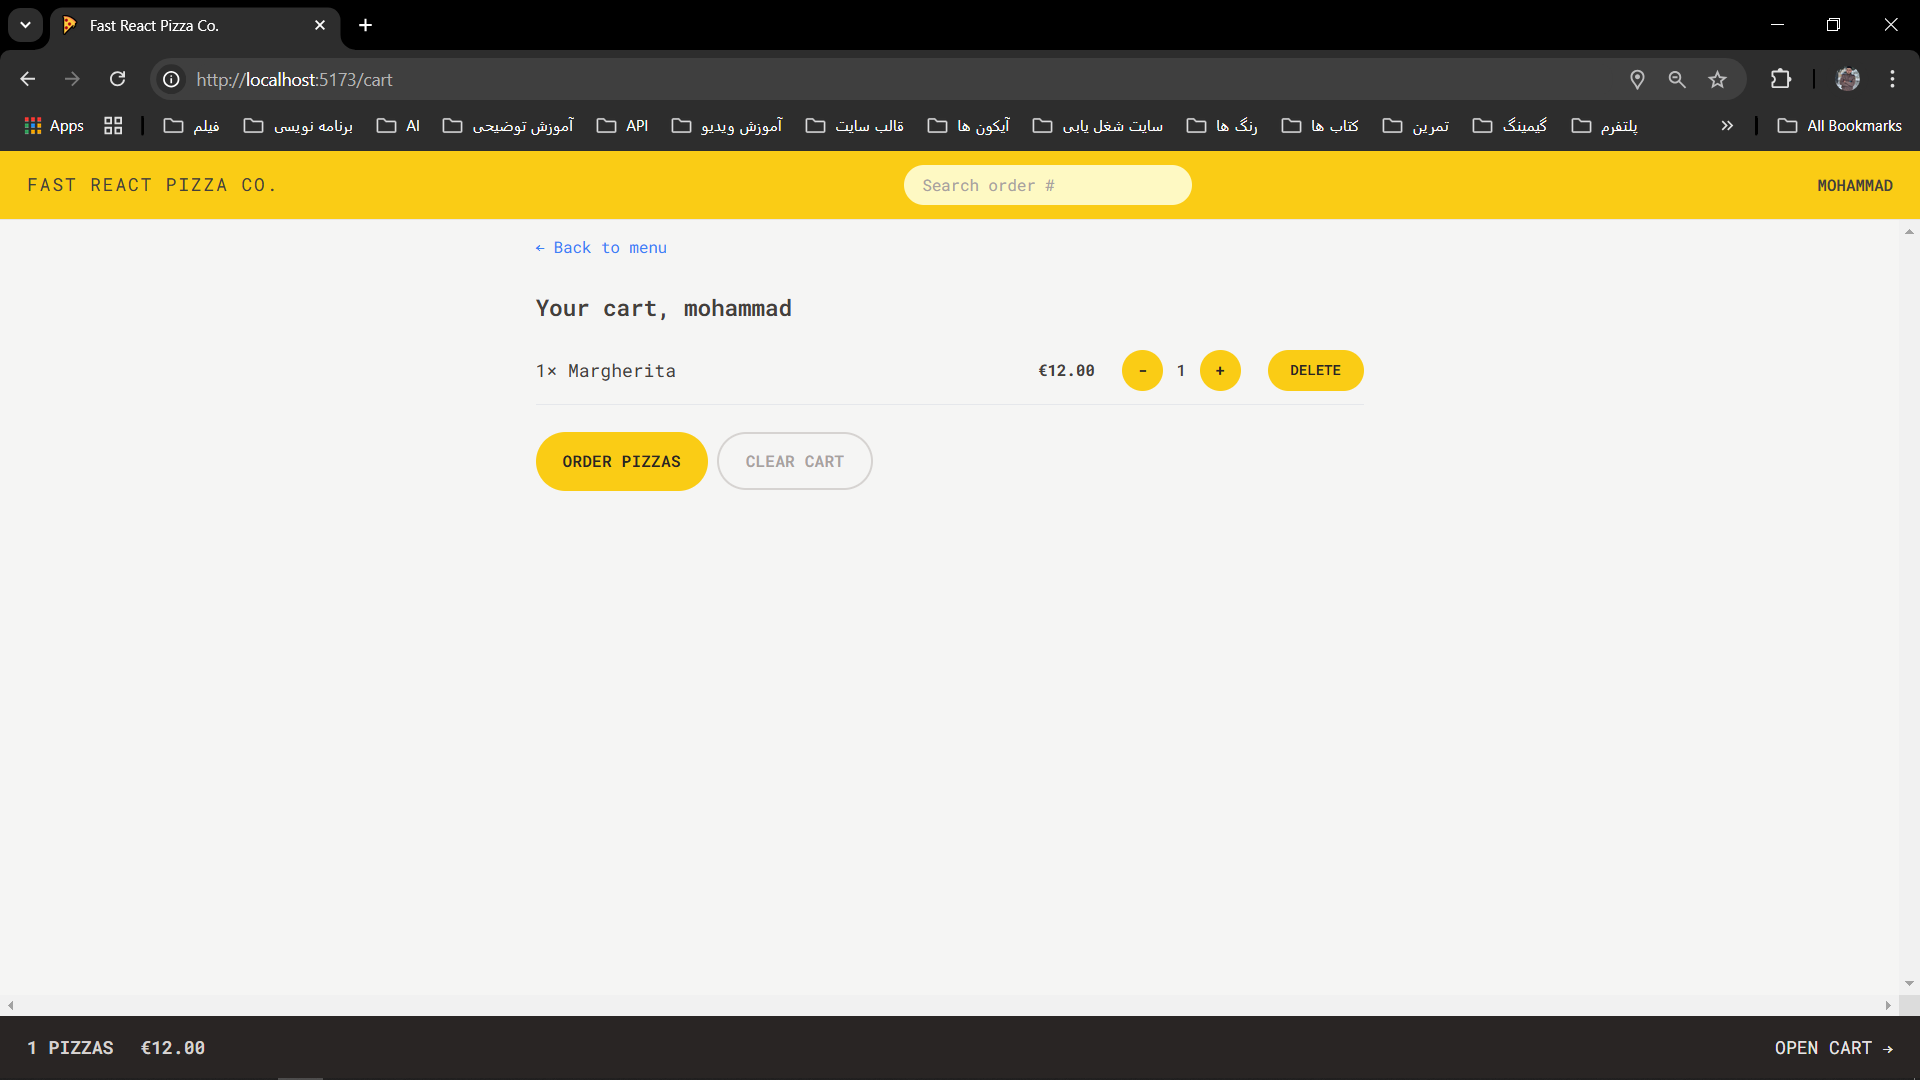 Fast React Pizza Co.
http://localhost:5173/cart
Apps فیلم برنامه نویسی AI آموزش توضیحی API آموزش ویدیو قالب سایت آیکون ها سایت شغل یابی رنگ ها کتاب ها تمرین گیمینگ پلتفرم » All Bookmarks
FAST REACT PIZZA CO. Search order # MOHAMMAD
← Back to menu
Your cart, mohammad
1× Margherita €12.00 - 1 + DELETE
ORDER PIZZAS CLEAR CART
1 PIZZAS €12.00 OPEN CART →